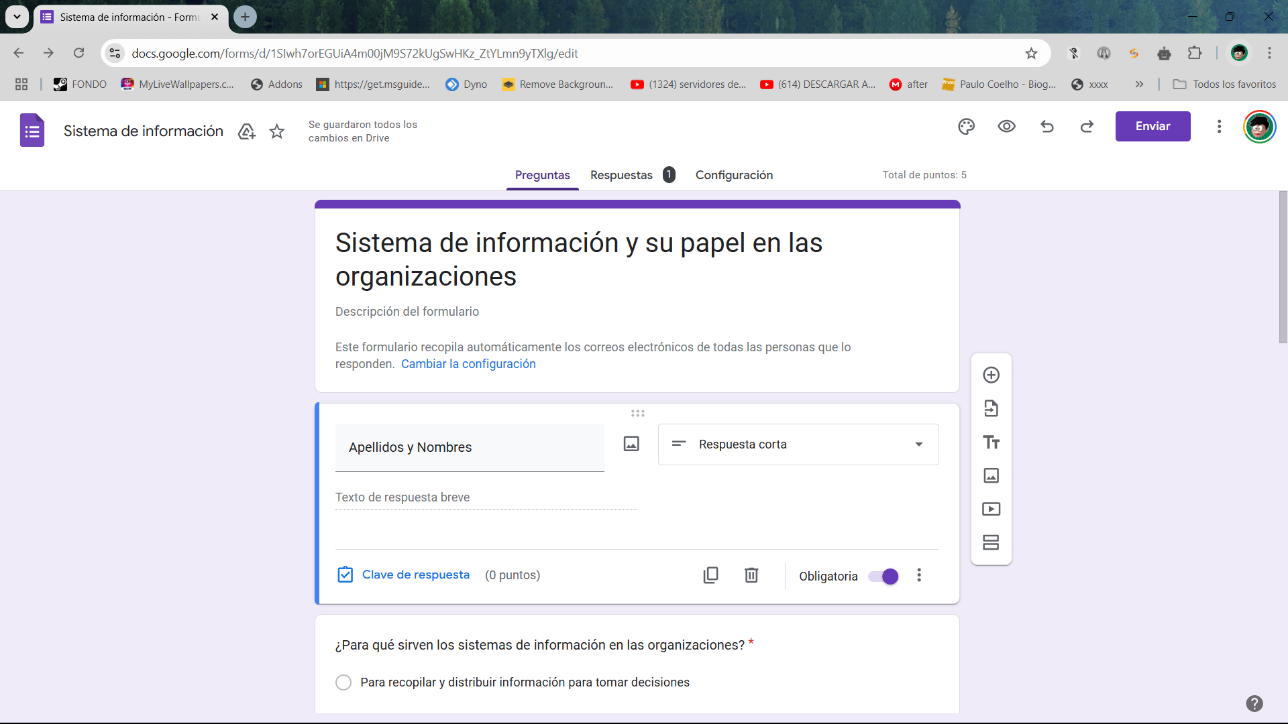 Sistema de información - Formu
docs.google.com/forms/d/1SIwh7orEGUiA4m00jM9S72kUgSwHKz_ZtYLmn9yTXlg/edit
FONDO
MyLiveWallpapers.c...
Addons
https://get.msguide...
Dyno
Remove Backgroun...
(1324) servidores de...
(614) DESCARGAR A...
after
Paulo Coelho - Biog...
xxxx
»
Todos los favoritos
Sistema de información
Se guardaron todos los
cambios en Drive
Enviar
Preguntas
Respuestas 1
Configuración
Total de puntos: 5
Sistema de información y su papel en las
organizaciones
Descripción del formulario
Este formulario recopila automáticamente los correos electrónicos de todas las personas que lo
responden. Cambiar la configuración
Apellidos y Nombres
Respuesta corta
Texto de respuesta breve
Clave de respuesta (0 puntos)
Obligatoria
¿Para qué sirven los sistemas de información en las organizaciones? *
Para recopilar y distribuir información para tomar decisiones